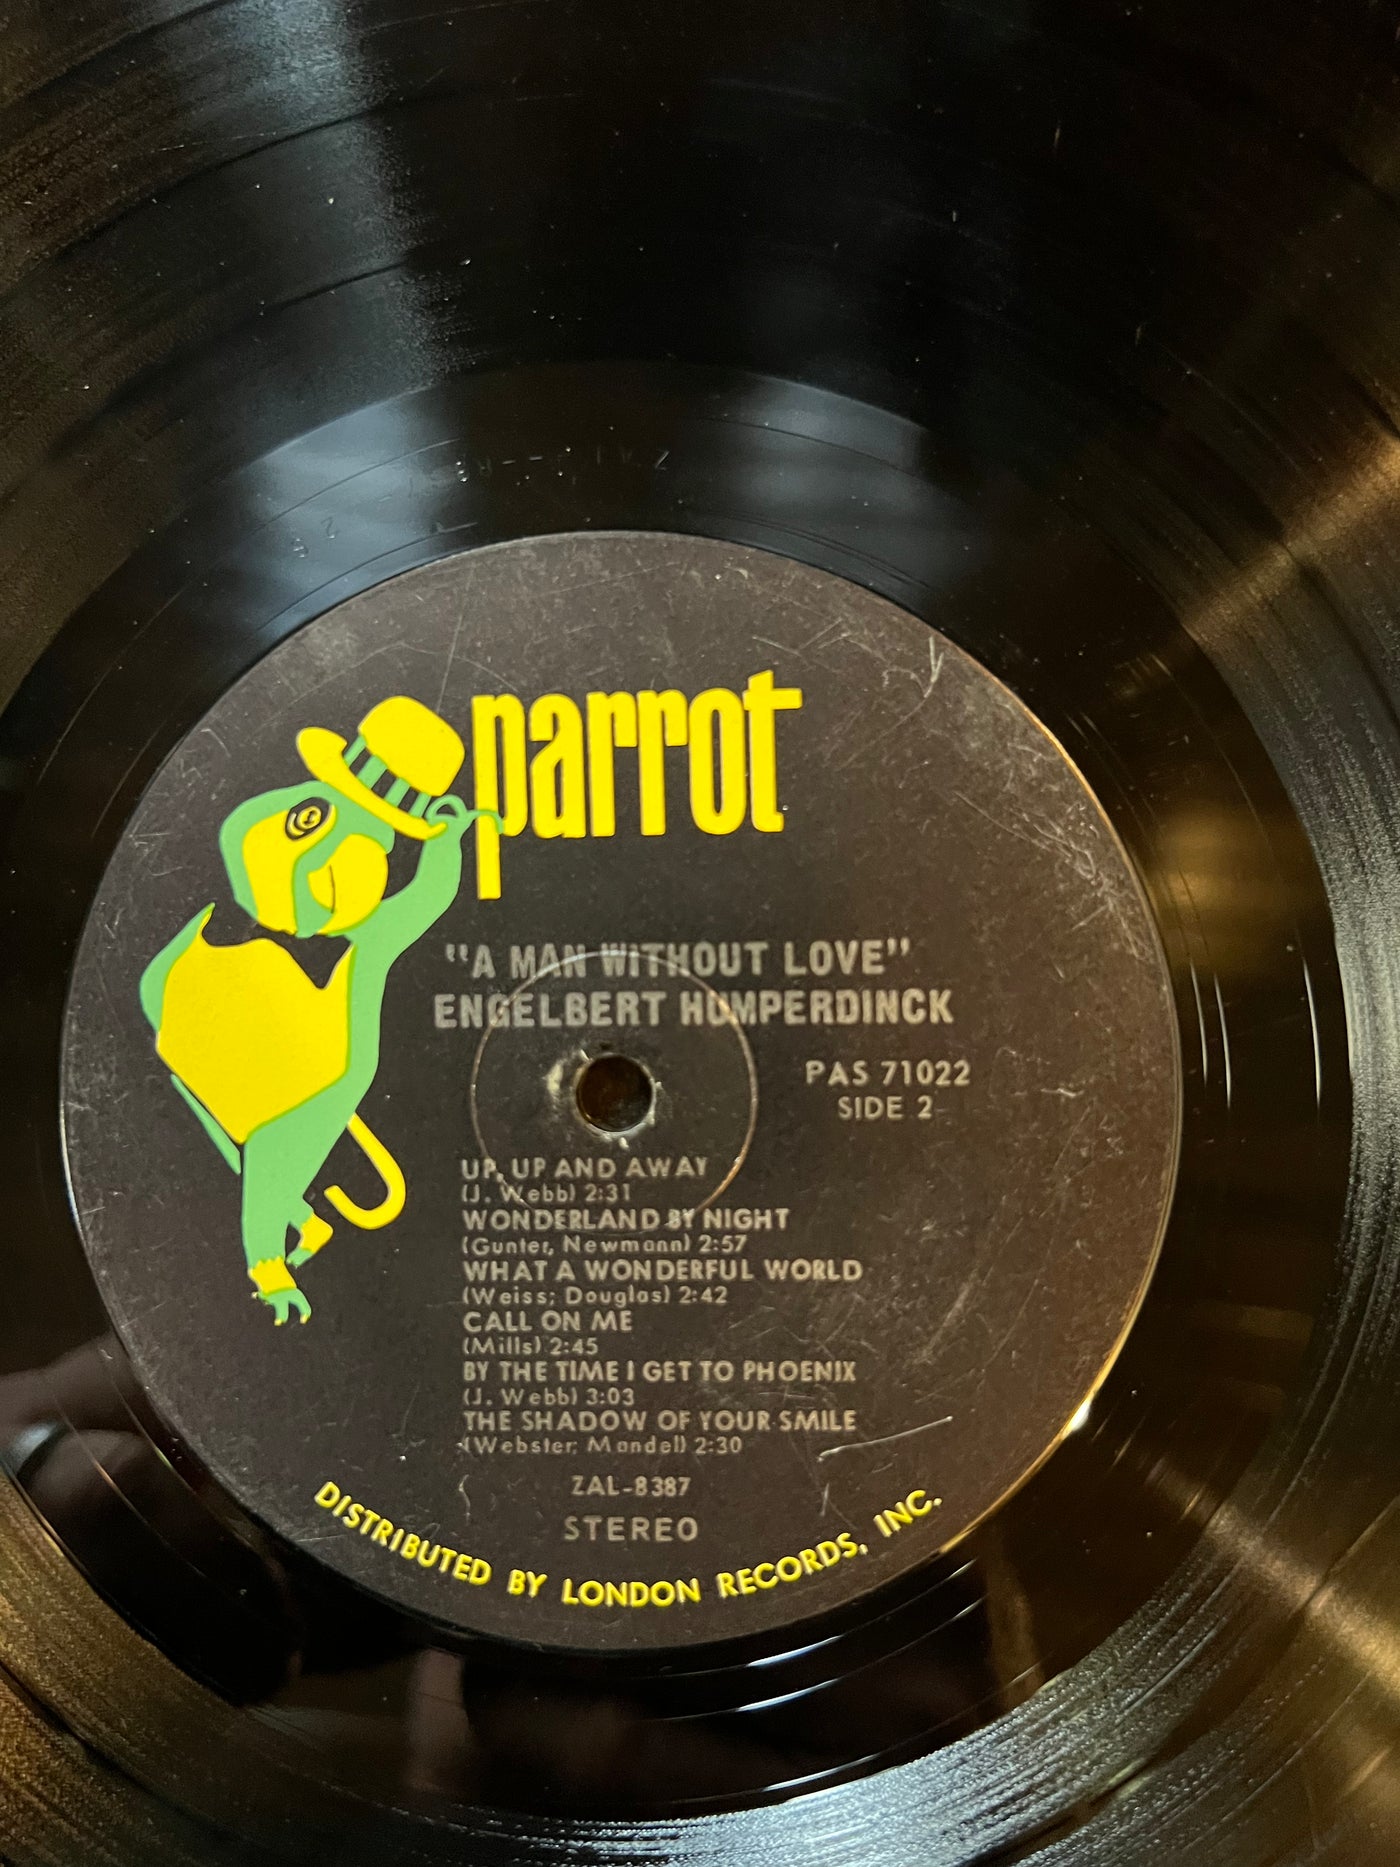 parrot
"A MAN WITHOUT LOVE"
ENGELBERT HUMPERDINCK
PAS 71022
SIDE 2
UP, UP AND AWAY
(J. Webb) 2:31
WONDERLAND BY NIGHT
(Gunter, Newmann) 2:57
WHAT A WONDERFUL WORLD
(Weiss; Douglas) 2:42
CALL ON ME
(Mills) 2:45
BY THE TIME I GET TO PHOENIX
(J. Webb) 3:03
THE SHADOW OF YOUR SMILE
(Webster; Mandell) 2:30
ZAL-8387
STEREO
DISTRIBUTED BY LONDON RECORDS, INC.